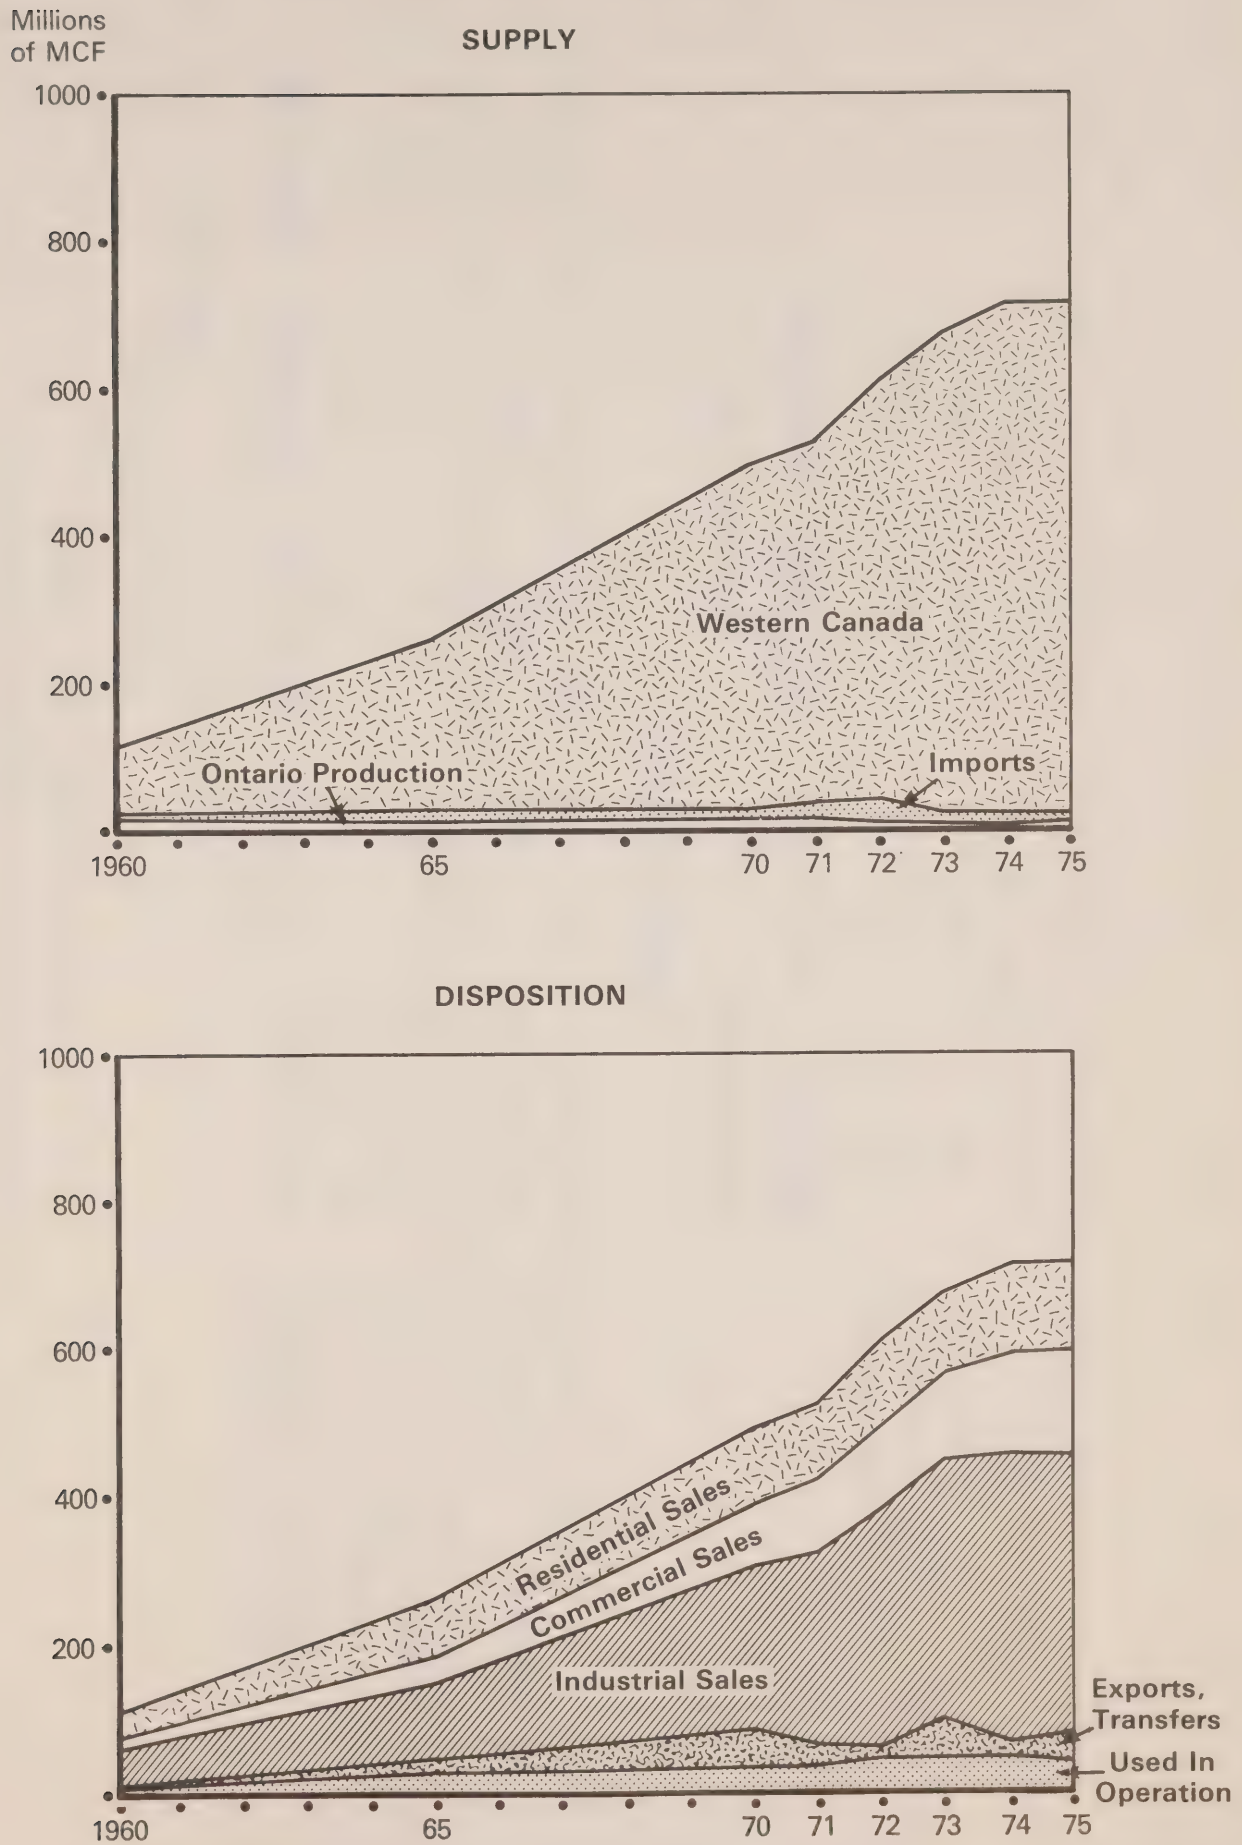 Millions
of MCF
SUPPLY
1000
800
600
400
200
0
Western Canada
Ontario Production
Imports
1960
65
70
71
72
73
74
75
DISPOSITION
1000
800
600
400
200
0
Residential Sales
Commercial Sales
Industrial Sales
Exports,
Transfers
Used In
Operation
1960
65
70
71
72
73
74
75